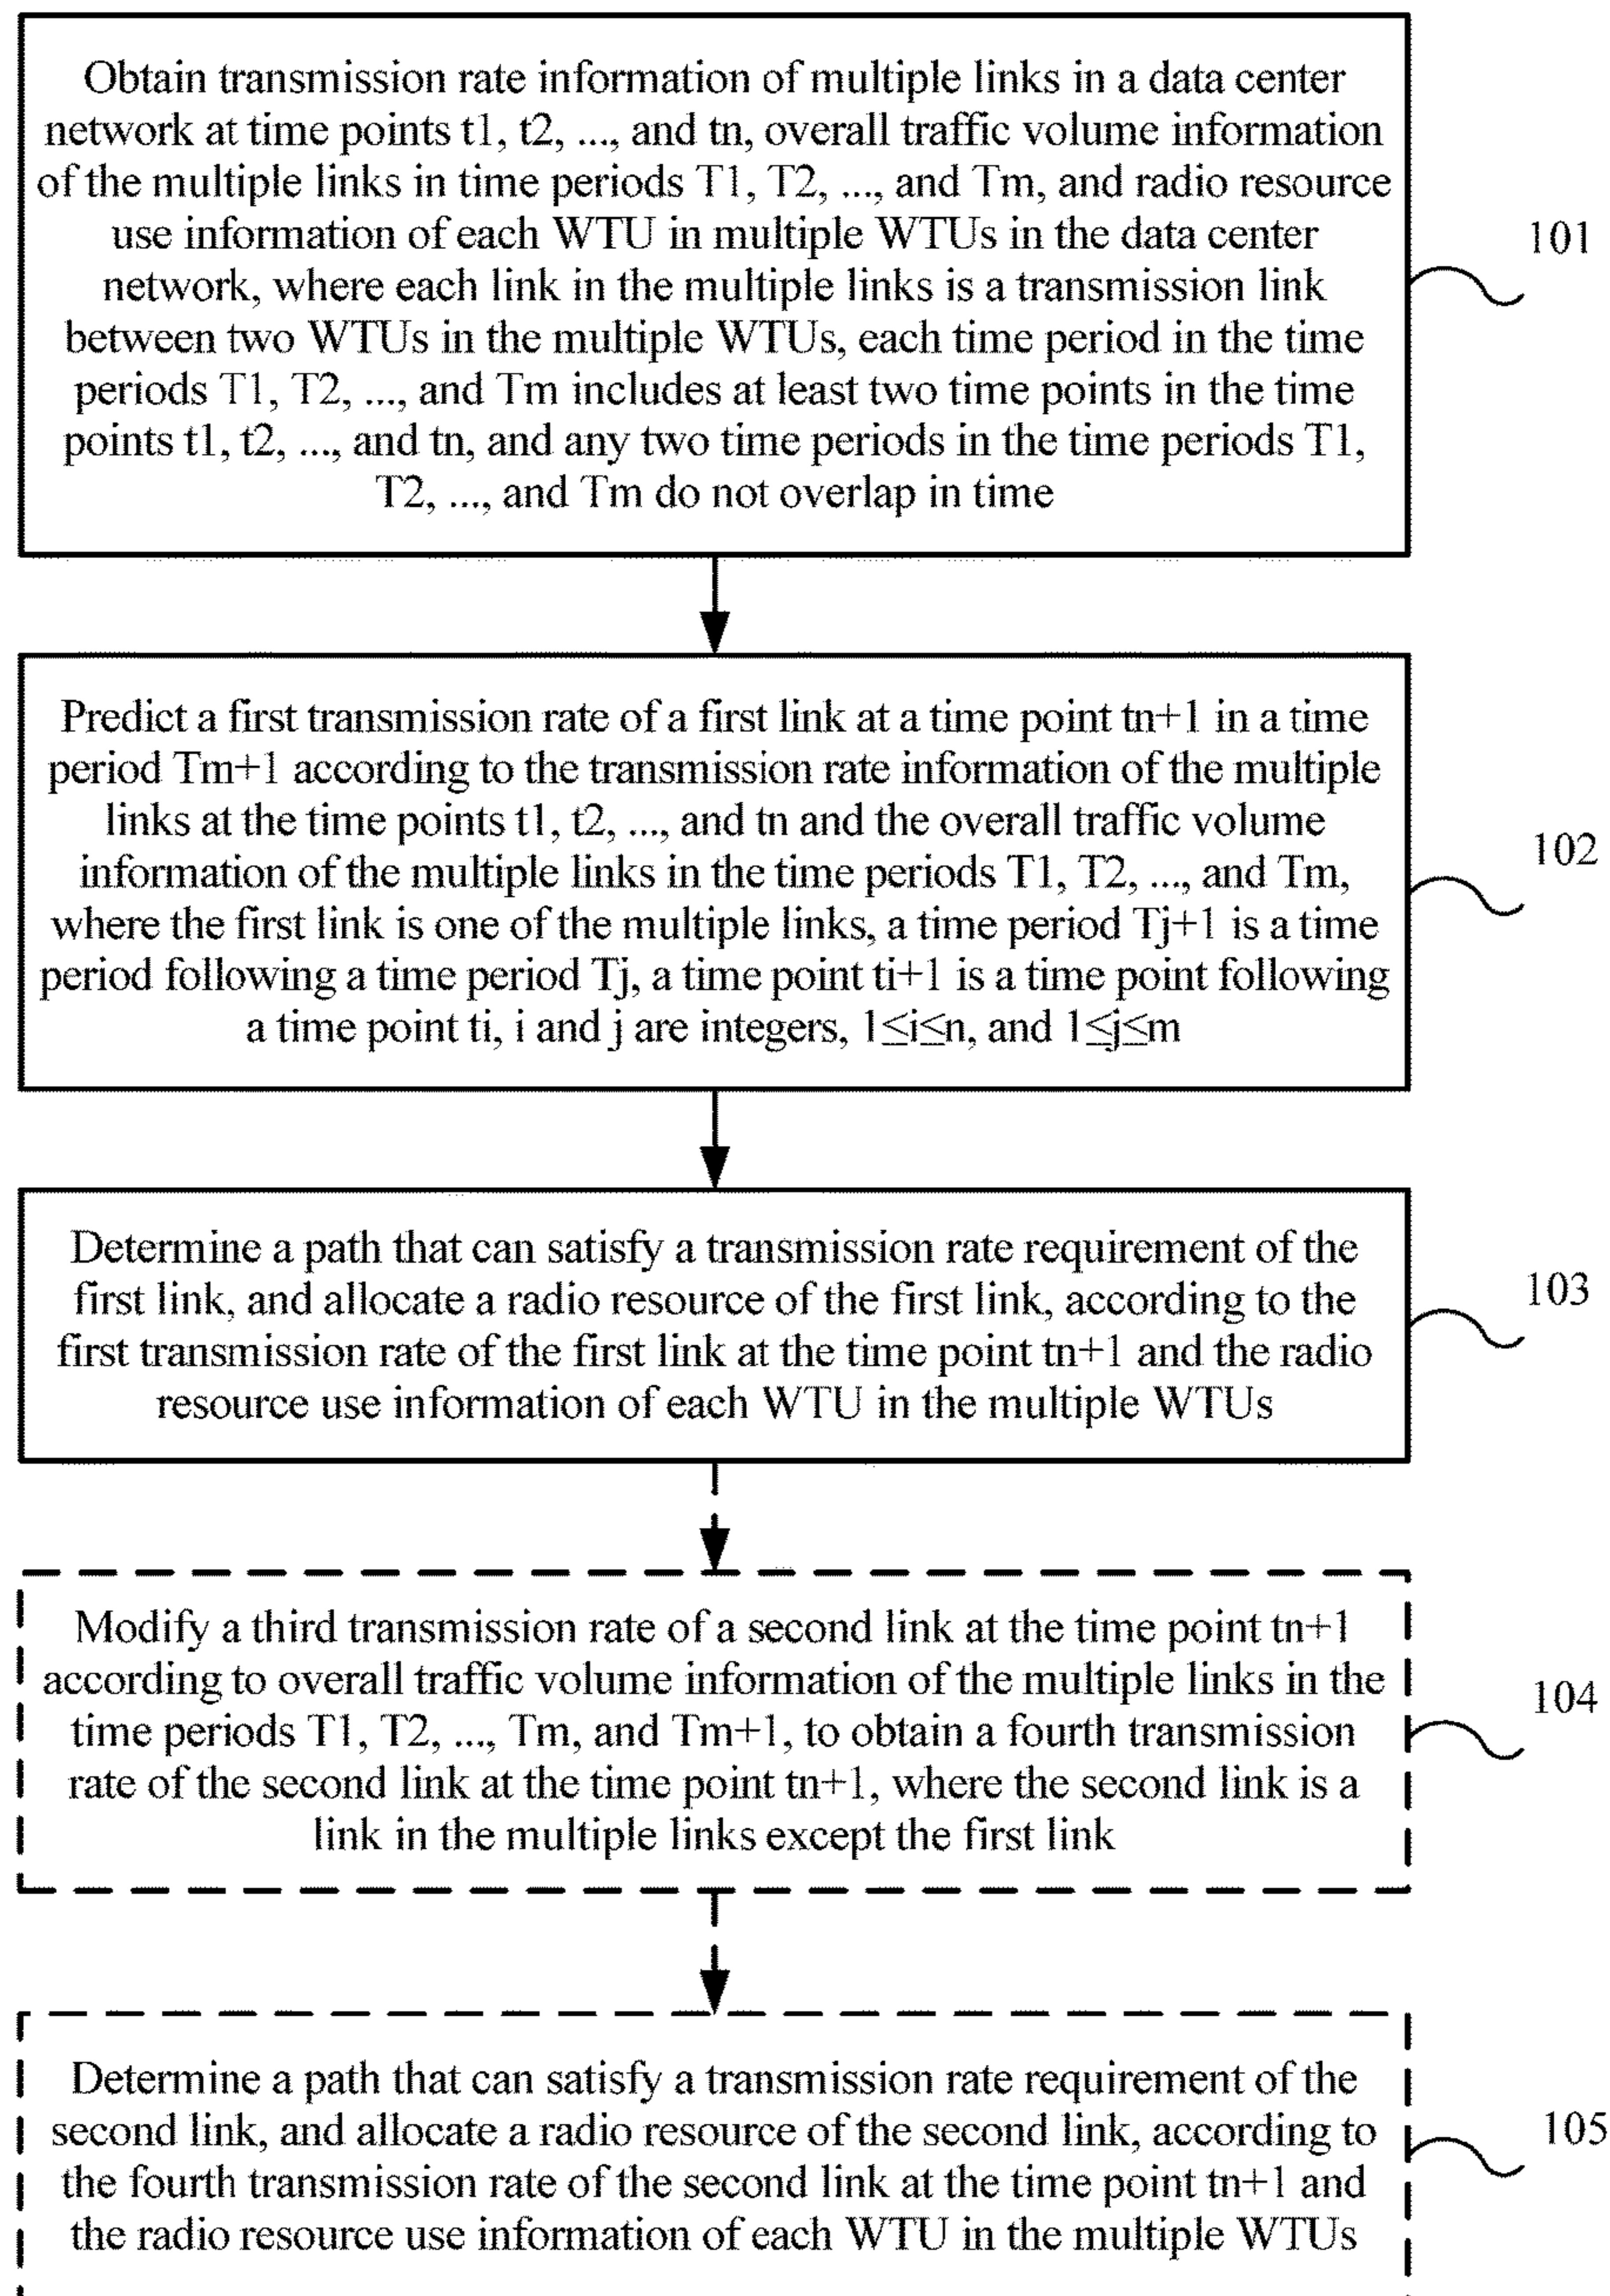 Obtain transmission rate information of multiple links in a data center
network at time points t1, t2, ..., and tn, overall traffic volume information
of the multiple links in time periods T1, T2, ..., and Tm, and radio resource
use information of each WTU in multiple WTUs in the data center
network, where each link in the multiple links is a transmission link
between two WTUs in the multiple WTUs, each time period in the time
periods T1, T2, ..., and Tm includes at least two time points in the time
points t1, t2, ..., and tn, and any two time periods in the time periods T1,
T2, ..., and Tm do not overlap in time
101
Predict a first transmission rate of a first link at a time point tn+1 in a time
period Tm+1 according to the transmission rate information of the multiple
links at the time points t1, t2, ..., and tn and the overall traffic volume
information of the multiple links in the time periods T1, T2, ..., and Tm,
where the first link is one of the multiple links, a time period Tj+1 is a time
period following a time period Tj, a time point ti+1 is a time point following
a time point ti, i and j are integers, 1≤i≤n, and 1≤j≤m
102
Determine a path that can satisfy a transmission rate requirement of the
first link, and allocate a radio resource of the first link, according to the
first transmission rate of the first link at the time point tn+1 and the radio
resource use information of each WTU in the multiple WTUs
103
Modify a third transmission rate of a second link at the time point tn+1
according to overall traffic volume information of the multiple links in the
time periods T1, T2, ..., Tm, and Tm+1, to obtain a fourth transmission
rate of the second link at the time point tn+1, where the second link is a
link in the multiple links except the first link
104
Determine a path that can satisfy a transmission rate requirement of the
second link, and allocate a radio resource of the second link, according to
the fourth transmission rate of the second link at the time point tn+1 and
the radio resource use information of each WTU in the multiple WTUs
105